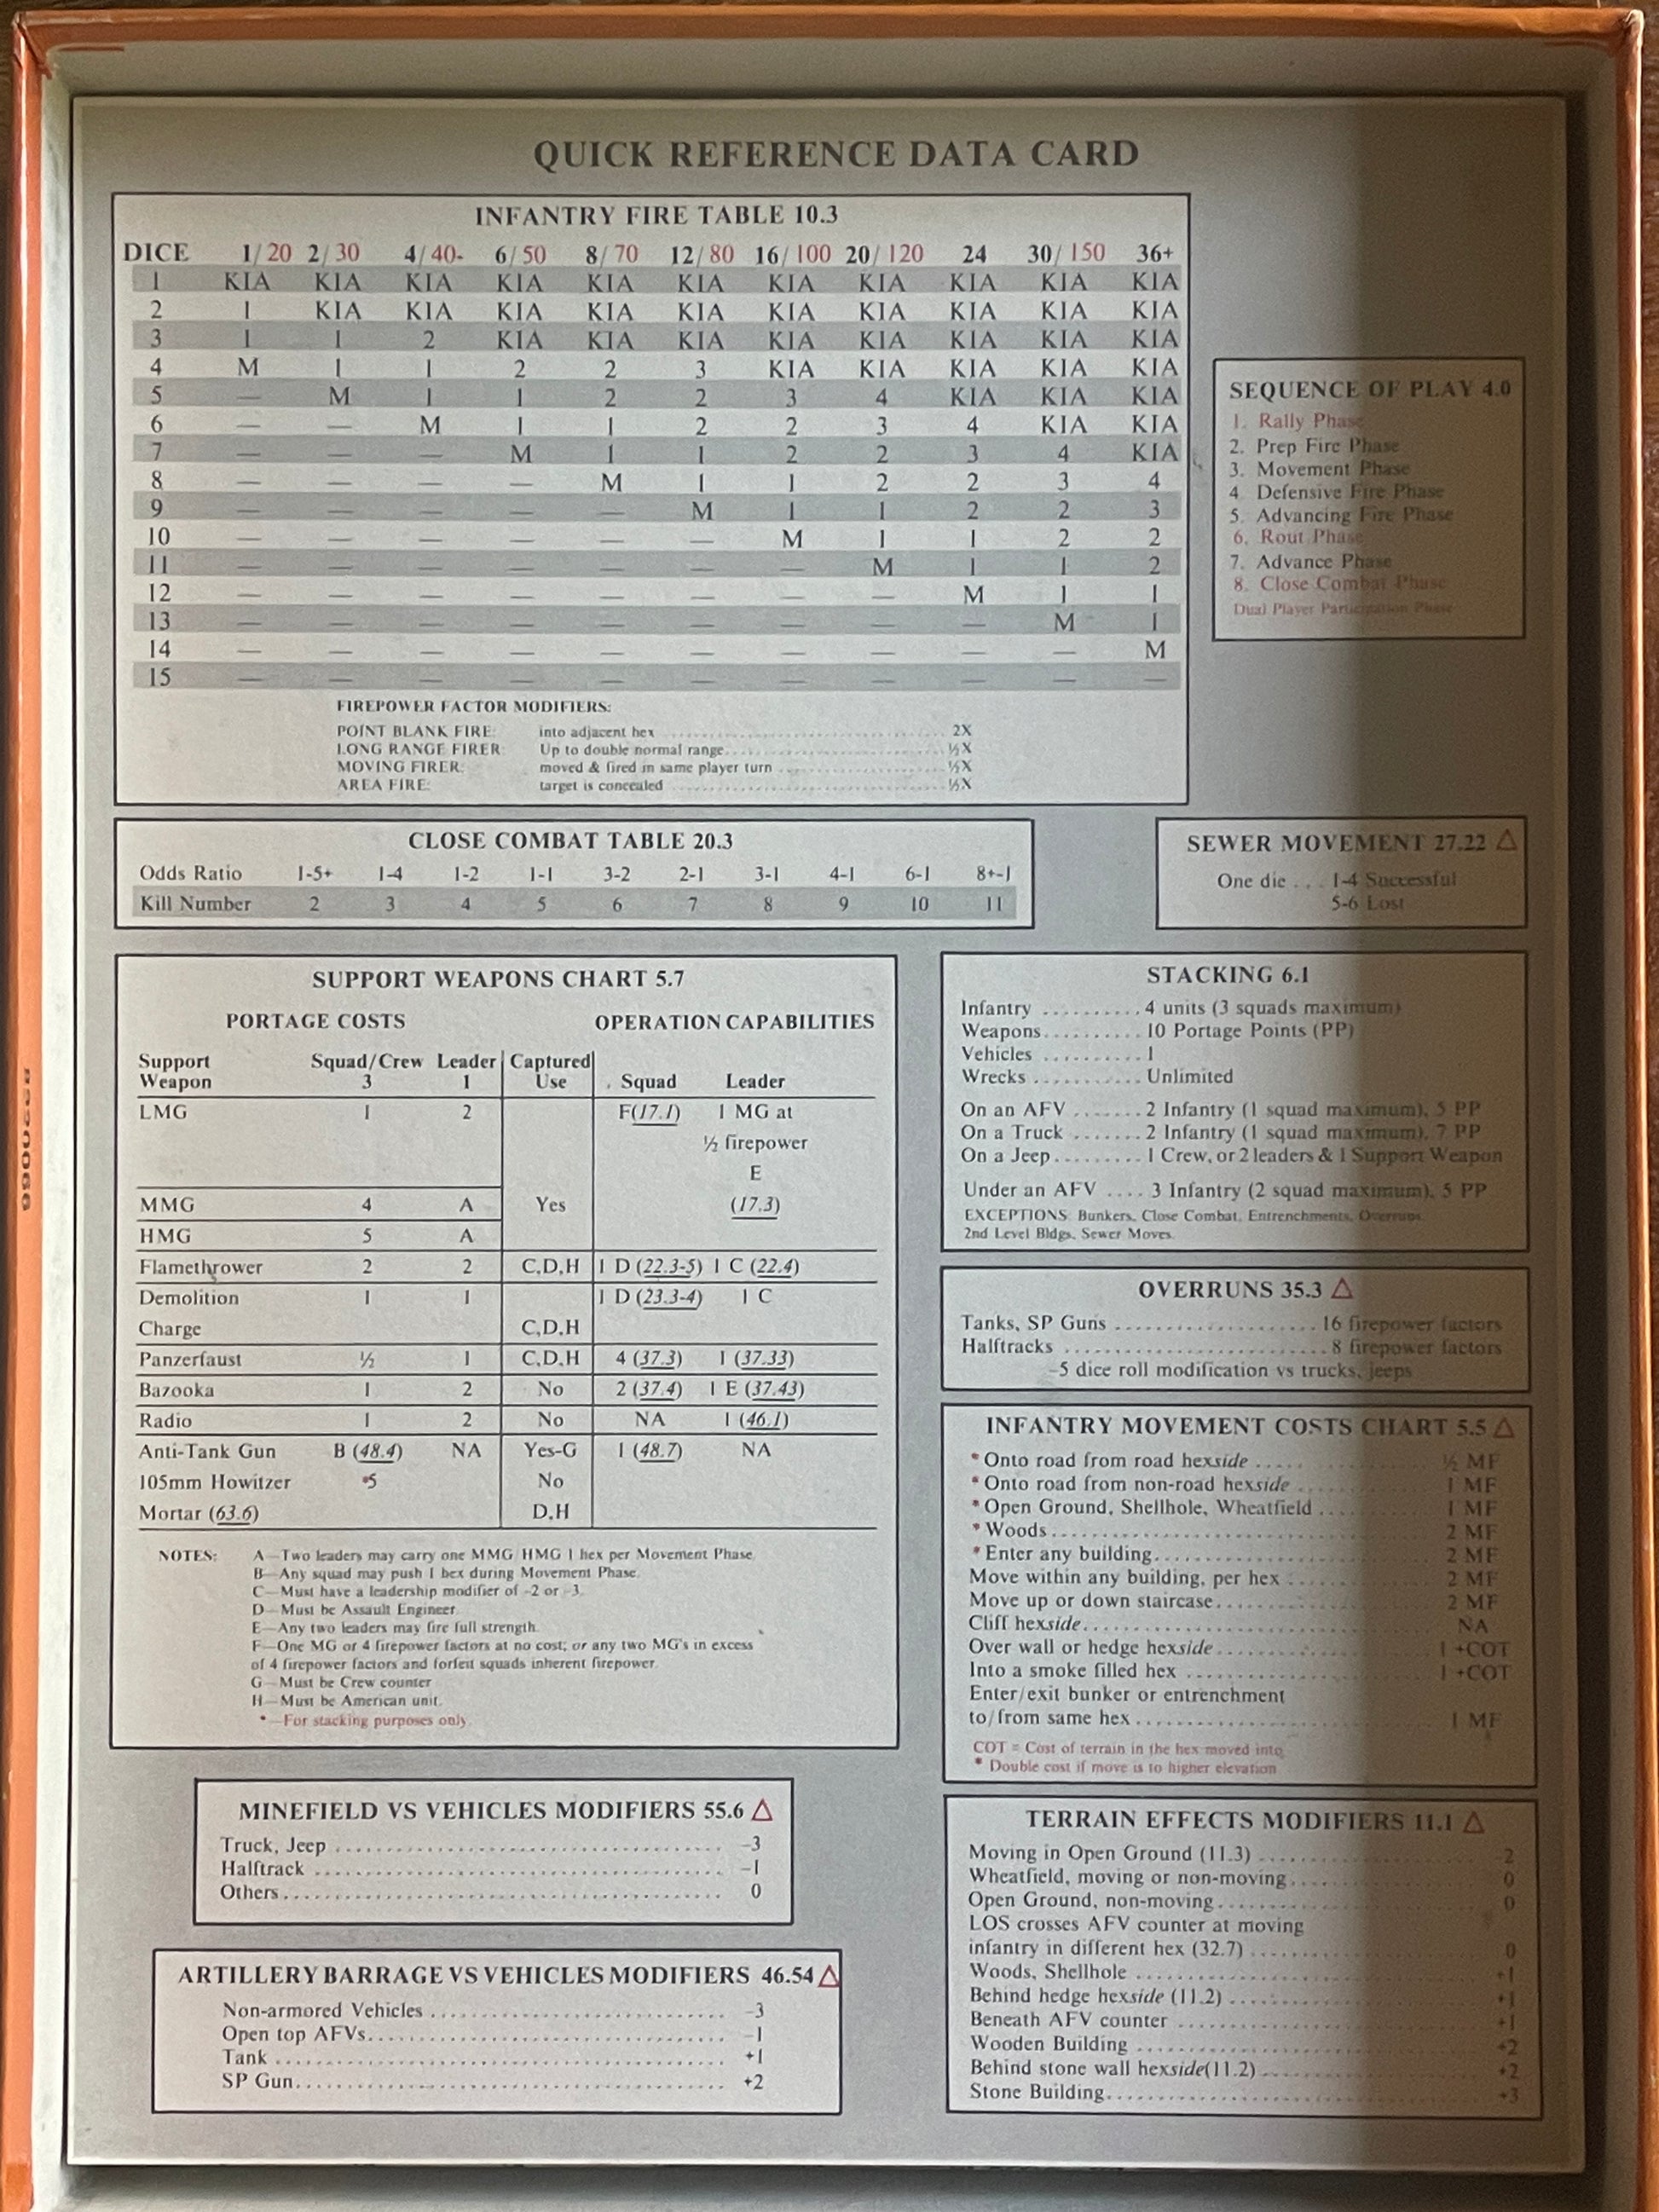 QUICK REFERENCE DATA CARD
INFANTRY FIRE TABLE 10.3
DICE 1/20 2/30 4/40- 6/50 8/70 12/80 16/100 20/120 24 30/150 36+
1 KIA KIA KIA KIA KIA KIA KIA KIA KIA KIA KIA
2 1 KIA KIA KIA KIA KIA KIA KIA KIA KIA KIA
3 1 1 2 KIA KIA KIA KIA KIA KIA KIA KIA
4 M 1 1 2 2 3 KIA KIA KIA KIA KIA
5 — M 1 1 2 2 3 4 KIA KIA KIA
6 — — M 1 1 2 2 3 4 KIA KIA
7 — — — M 1 1 2 2 3 4 KIA
8 — — — — M 1 1 2 2 3 4
9 — — — — — M 1 1 2 2 3
10 — — — — — — M 1 1 2 2
11 — — — — — — — M 1 1 2
12 — — — — — — — — M 1 1
13 — — — — — — — — — M 1
14 — — — — — — — — — — M
15 — — — — — — — — — — —
FIREPOWER FACTOR MODIFIERS:
POINT BLANK FIRE: into adjacent hex 2X
LONG RANGE FIRER: Up to double normal range ½X
MOVING FIRER: moved & fired in same player turn ½X
AREA FIRE: target is concealed ½X
SEQUENCE OF PLAY 4.0
1. Rally Phase
2. Prep Fire Phase
3. Movement Phase
4. Defensive Fire Phase
5. Advancing Fire Phase
6. Rout Phase
7. Advance Phase
8. Close Combat Phase
Dual Player Participation Phase
CLOSE COMBAT TABLE 20.3
Odds Ratio 1-5+ 1-4 1-2 1-1 3-2 2-1 3-1 4-1 6-1 8+-1
Kill Number 2 3 4 5 6 7 8 9 10 11
SEWER MOVEMENT 27.22 △
One die . . . 1-4 Successful
5-6 Lost
SUPPORT WEAPONS CHART 5.7
PORTAGE COSTS OPERATION CAPABILITIES
Support Squad/Crew Leader Captured
Weapon 3 1 Use Squad Leader
LMG 1 2 F(17.1) 1 MG at
½ firepower
E
MMG 4 A Yes (17.3)
HMG 5 A
Flamethrower 2 2 C,D,H 1 D (22.3-5) 1 C (22.4)
Demolition 1 1 1 D (23.3-4) 1 C
Charge C,D,H
Panzerfaust ½ 1 C,D,H 4 (37.3) 1 (37.33)
Bazooka 1 2 No 2 (37.4) 1 E (37.43)
Radio 1 2 No NA 1 (46.1)
Anti-Tank Gun B (48.4) NA Yes-G 1 (48.7) NA
105mm Howitzer *5 No
Mortar (63.6) D,H
NOTES: A—Two leaders may carry one MMG/HMG 1 hex per Movement Phase.
B—Any squad may push 1 hex during Movement Phase.
C—Must have a leadership modifier of -2 or -3.
D—Must be Assault Engineer.
E—Any two leaders may fire full strength.
F—One MG or 4 firepower factors at no cost; or any two MG's in excess
of 4 firepower factors and forfeit squads inherent firepower.
G—Must be Crew counter
H—Must be American unit.
*—For stacking purposes only.
STACKING 6.1
Infantry .......... 4 units (3 squads maximum)
Weapons .......... 10 Portage Points (PP)
Vehicles .......... 1
Wrecks .......... Unlimited
On an AFV ....... 2 Infantry (1 squad maximum), 5 PP
On a Truck ....... 2 Infantry (1 squad maximum), 7 PP
On a Jeep ......... 1 Crew, or 2 leaders & 1 Support Weapon
Under an AFV .... 3 Infantry (2 squad maximum), 5 PP
EXCEPTIONS: Bunkers, Close Combat, Entrenchments, Overruns,
2nd Level Bldgs, Sewer Moves.
OVERRUNS 35.3 △
Tanks, SP Guns .................... 16 firepower factors
Halftracks .......................... 8 firepower factors
-5 dice roll modification vs trucks, jeeps
INFANTRY MOVEMENT COSTS CHART 5.5 △
* Onto road from road hexside ..... ½ MF
* Onto road from non-road hexside 1 MF
* Open Ground, Shellhole, Wheatfield .... 1 MF
* Woods .... 2 MF
* Enter any building .... 2 MF
Move within any building, per hex .... 2 MF
Move up or down staircase .... 2 MF
Cliff hexside .... NA
Over wall or hedge hexside .... 1 +COT
Into a smoke filled hex .... 1 +COT
Enter/exit bunker or entrenchment
to/from same hex .... 1 MF
COT = Cost of terrain in the hex moved into
* Double cost if move is to higher elevation
MINEFIELD VS VEHICLES MODIFIERS 55.6 △
Truck, Jeep .... -3
Halftrack .... -1
Others .... 0
ARTILLERY BARRAGE VS VEHICLES MODIFIERS 46.54 △
Non-armored Vehicles .... -3
Open top AFVs .... -1
Tank .... +1
SP Gun .... +2
TERRAIN EFFECTS MODIFIERS 11.1 △
Moving in Open Ground (11.3) .... 2
Wheatfield, moving or non-moving .... 0
Open Ground, non-moving .... 0
LOS crosses AFV counter at moving
infantry in different hex (32.7) .... 0
Woods, Shellhole .... +1
Behind hedge hexside (11.2) .... +1
Beneath AFV counter .... +1
Wooden Building .... +2
Behind stone wall hexside(11.2) .... +2
Stone Building .... +3